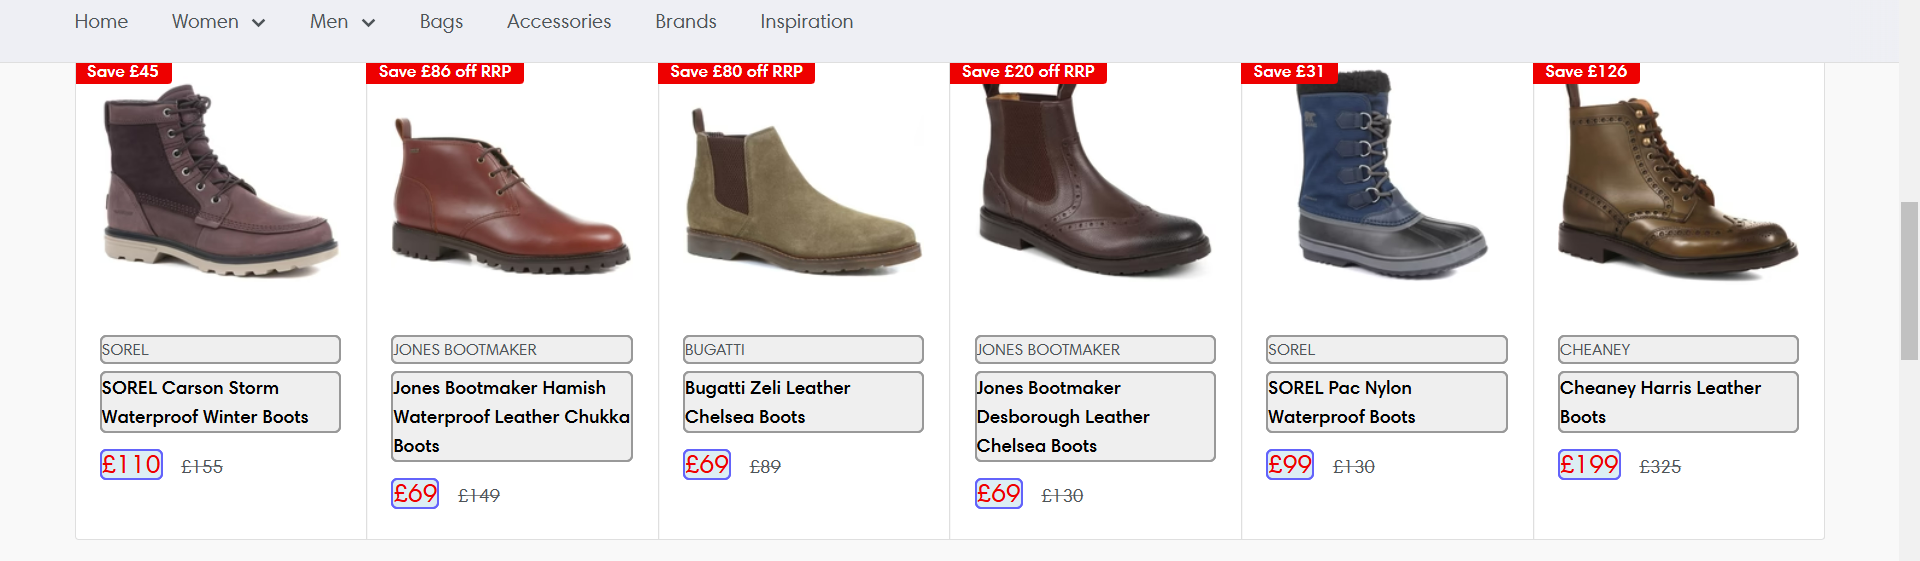 Home Women Men Bags Accessories Brands Inspiration
Save £45
Save £86 off RRP
Save £80 off RRP
Save £20 off RRP
Save £31
Save £126
SOREL
SOREL Carson Storm
Waterproof Winter Boots
£110 £155
JONES BOOTMAKER
Jones Bootmaker Hamish
Waterproof Leather Chukka
Boots
£69 £149
BUGATTI
Bugatti Zeli Leather
Chelsea Boots
£69 £89
JONES BOOTMAKER
Jones Bootmaker
Desborough Leather
Chelsea Boots
£69 £130
SOREL
SOREL Pac Nylon
Waterproof Boots
£99 £130
CHEANEY
Cheaney Harris Leather
Boots
£199 £325